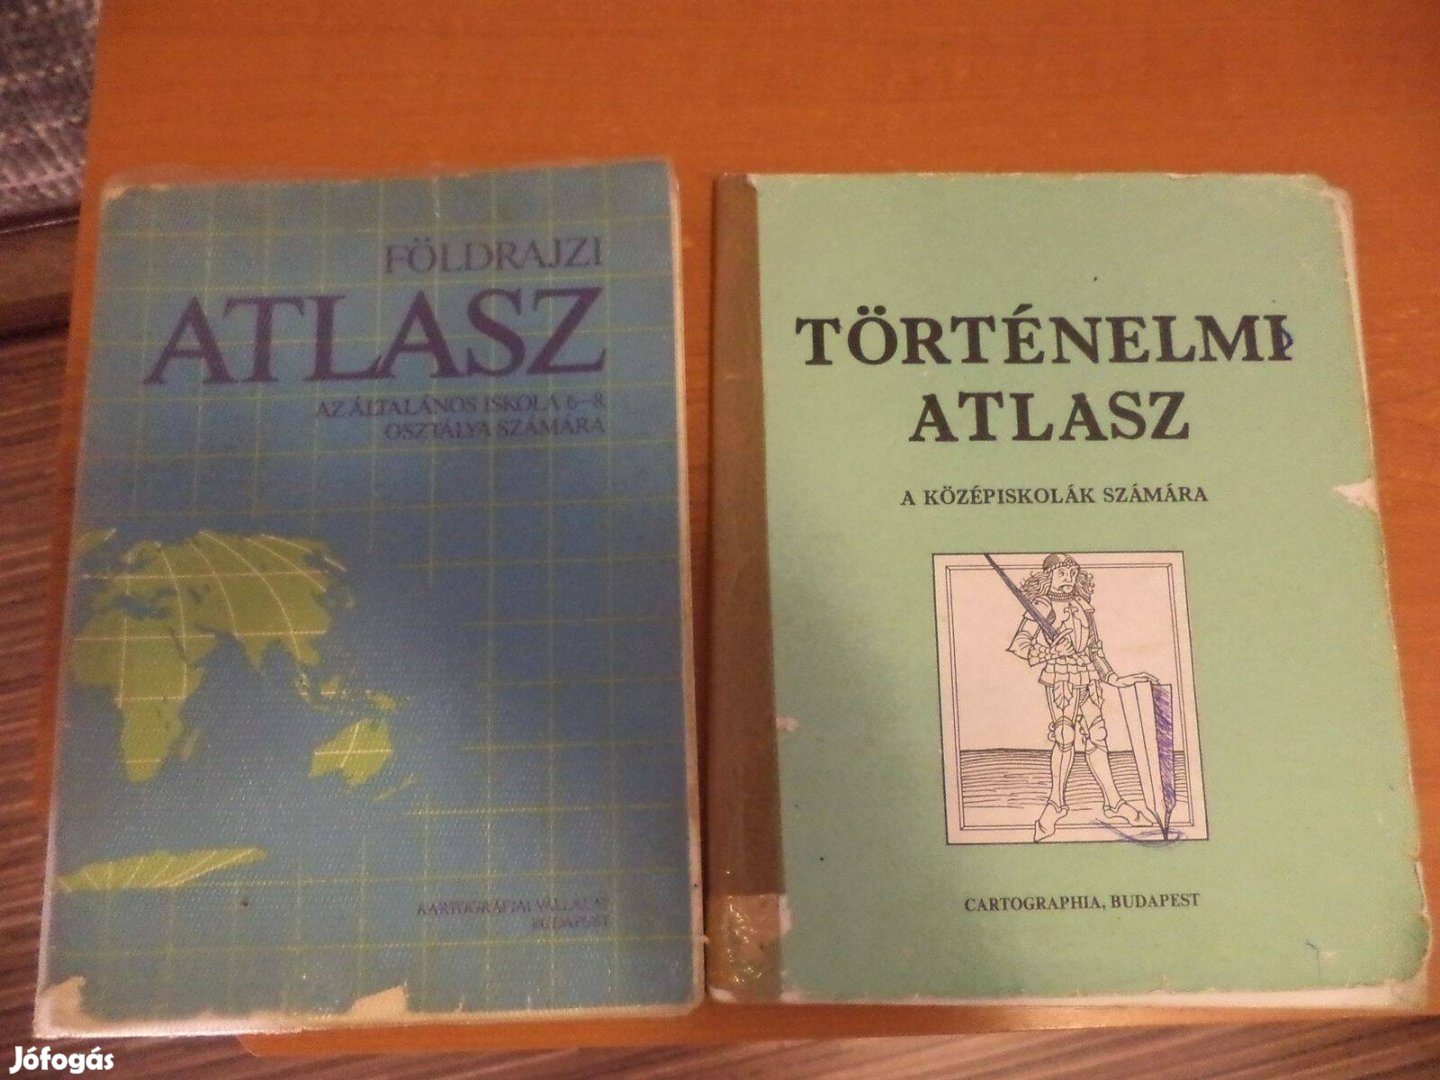 FÖLDRAJZI
ATLASZ
AZ ÁLTALÁNOS ISKOLA 6–8
OSZTÁLYA SZÁMÁRA
KARTOGRÁFIAI VÁLLALAT
BUDAPEST
TÖRTÉNELMI
ATLASZ
A KÖZÉPISKOLÁK SZÁMÁRA
CARTOGRAPHIA, BUDAPEST
Jófogás